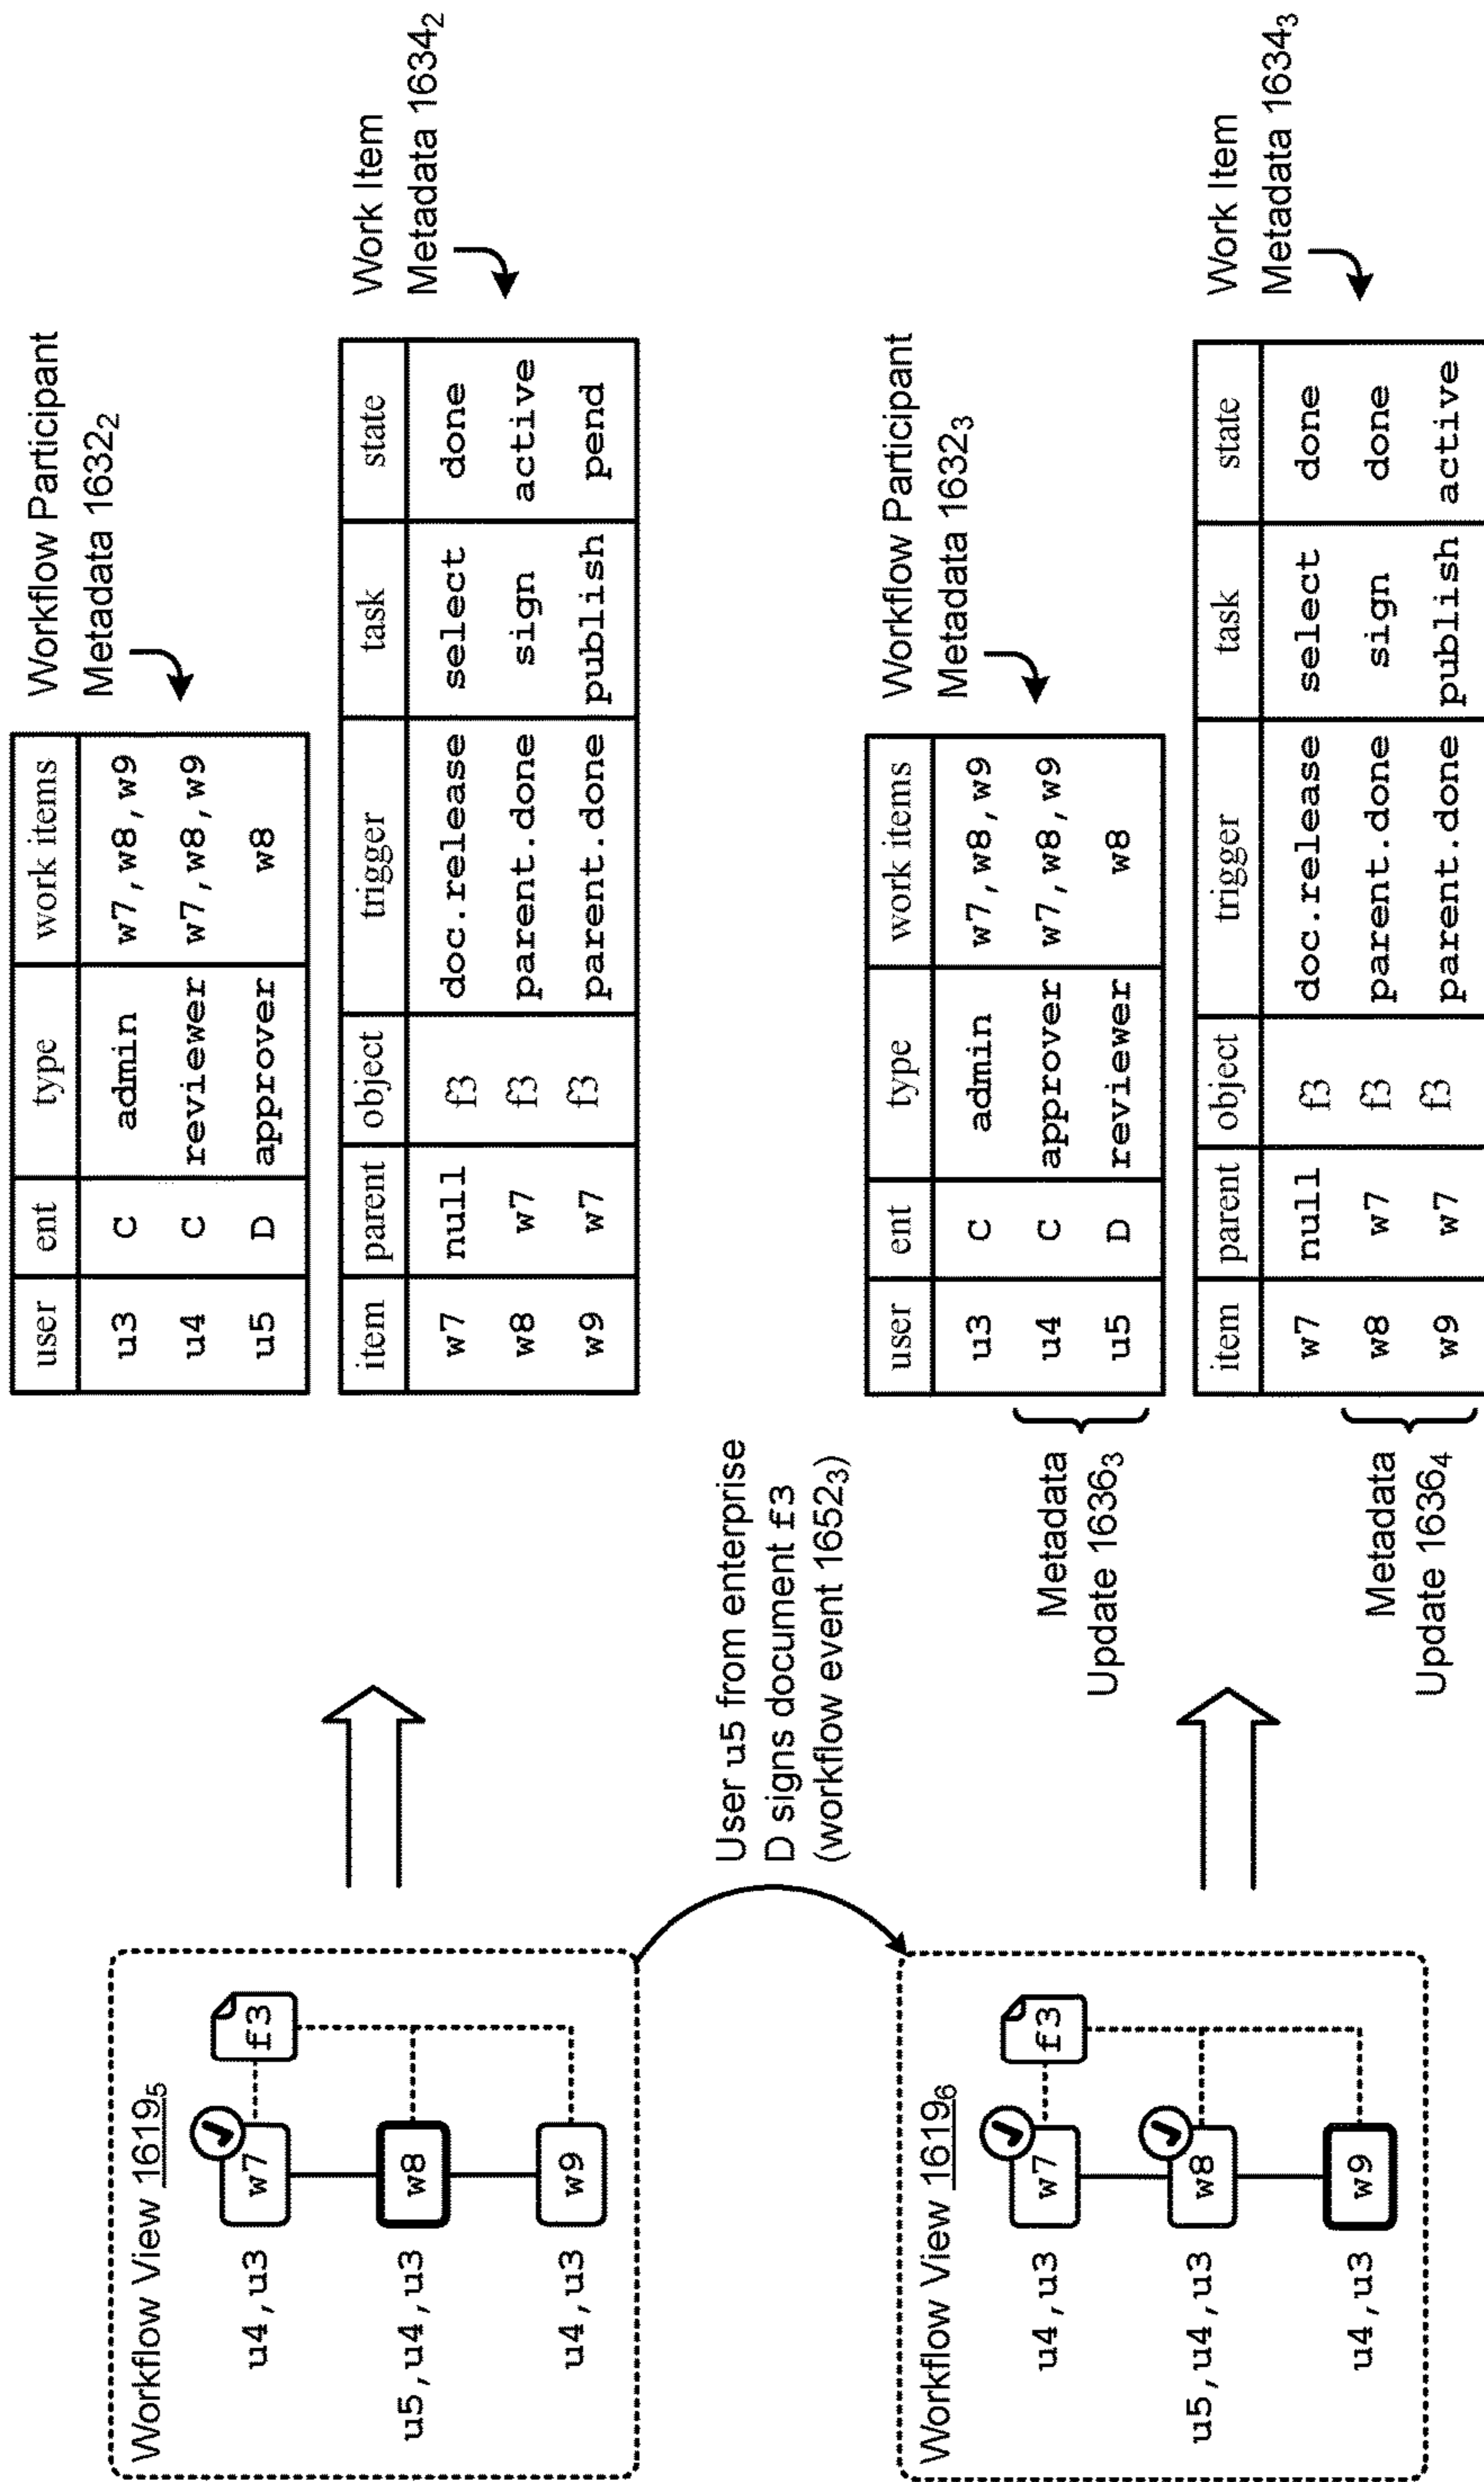 Workflow View 1619₅
w7
f3
u4,u3
w8
u5,u4,u3
w9
u4,u3
user ent type work items
u3 C admin w7,w8,w9
u4 C reviewer w7,w8,w9
u5 D approver w8
Workflow Participant
Metadata 1632₂
item parent object trigger task state
w7 null f3 doc.release select done
w8 w7 f3 parent.done sign active
w9 w7 f3 parent.done publish pend
Work Item
Metadata 1634₂
User u5 from enterprise
D signs document f3
(workflow event 1652₃)
Workflow View 1619₆
w7
f3
u4,u3
w8
u5,u4,u3
w9
u4,u3
user ent type work items
u3 C admin w7,w8,w9
u4 C approver w7,w8,w9
u5 D reviewer w8
Workflow Participant
Metadata 1632₃
Metadata
Update 1636₃
item parent object trigger task state
w7 null f3 doc.release select done
w8 w7 f3 parent.done sign done
w9 w7 f3 parent.done publish active
Work Item
Metadata 1634₃
Metadata
Update 1636₄